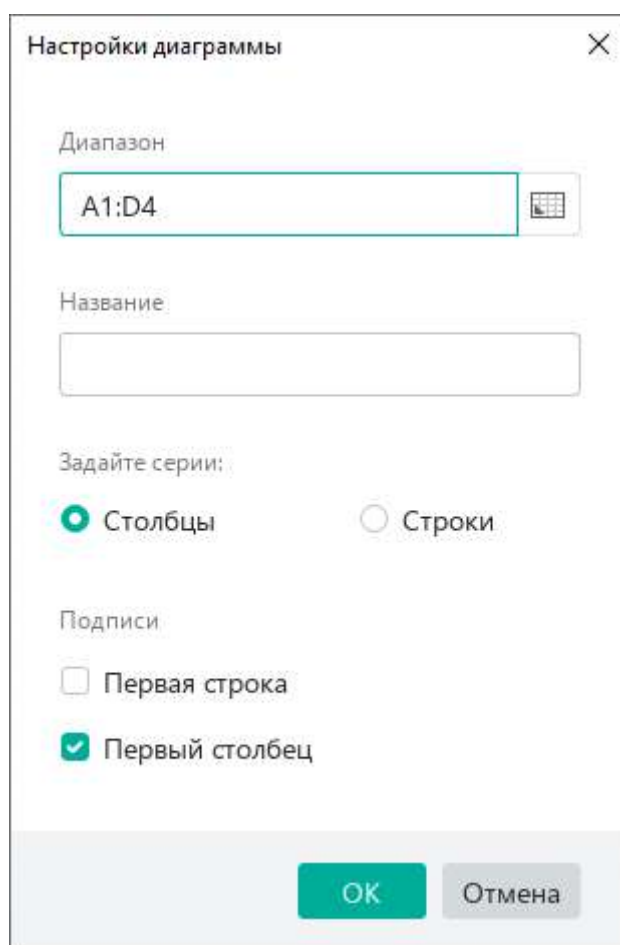 Настройки диаграммы
Диапазон
A1:D4
Название
Задайте серии:
Столбцы Строки
Подписи
Первая строка
Первый столбец
OK Отмена